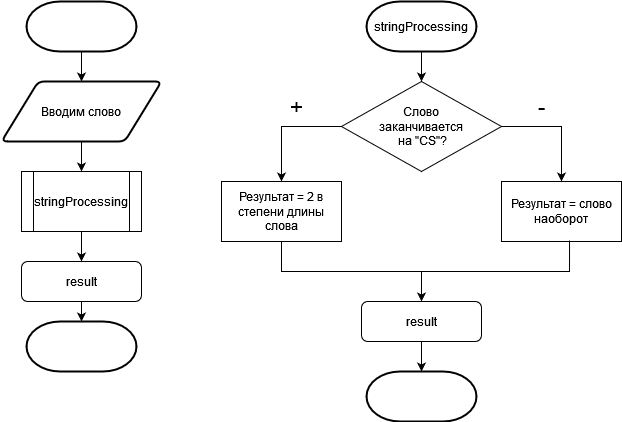 Вводим слово
stringProcessing
result
stringProcessing
Слово
заканчивается
на "CS"?
+
-
Результат = 2 в
степени длины
слова
Результат = слово
наоборот
result